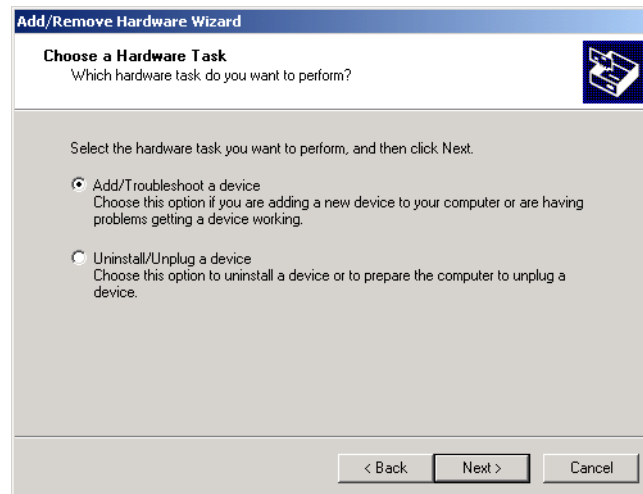 Add/Remove Hardware Wizard
Choose a Hardware Task
Which hardware task do you want to perform?
Select the hardware task you want to perform, and then click Next.
Add/Troubleshoot a device
Choose this option if you are adding a new device to your computer or are having
problems getting a device working.
Uninstall/Unplug a device
Choose this option to uninstall a device or to prepare the computer to unplug a
device.
< Back
Next >
Cancel